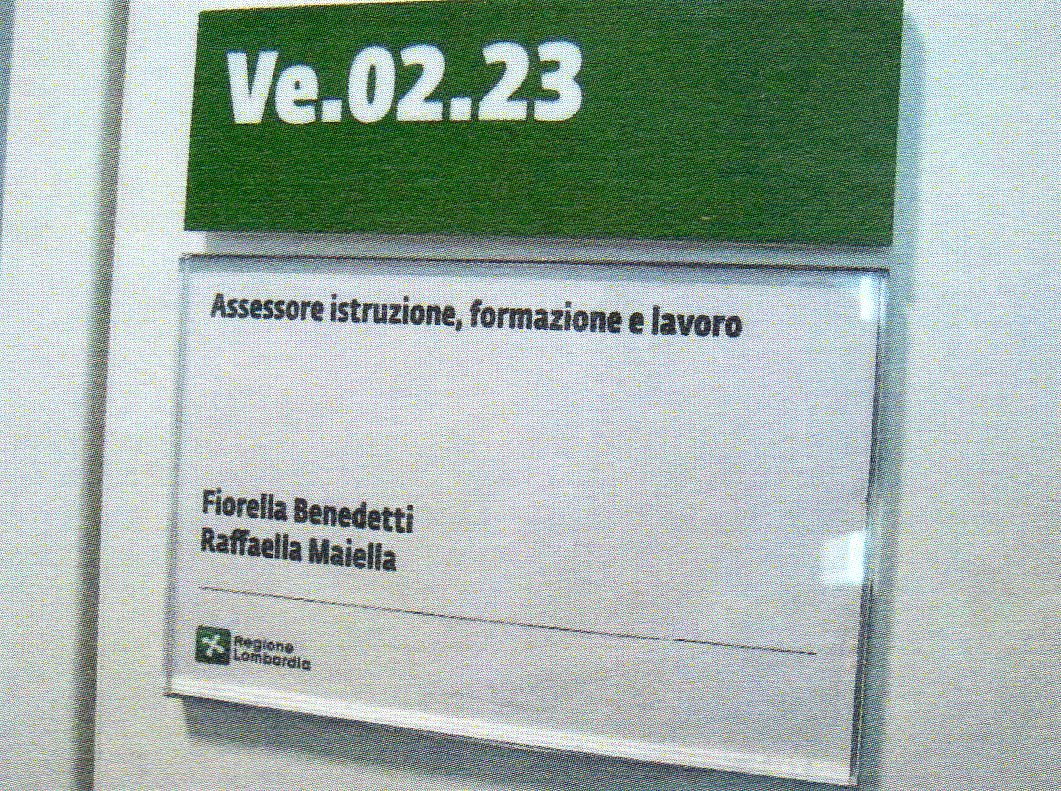 Ve.02.23
Assessore istruzione, formazione e lavoro
Fiorella Benedetti
Raffaella Maiella
Regione
Lombardia